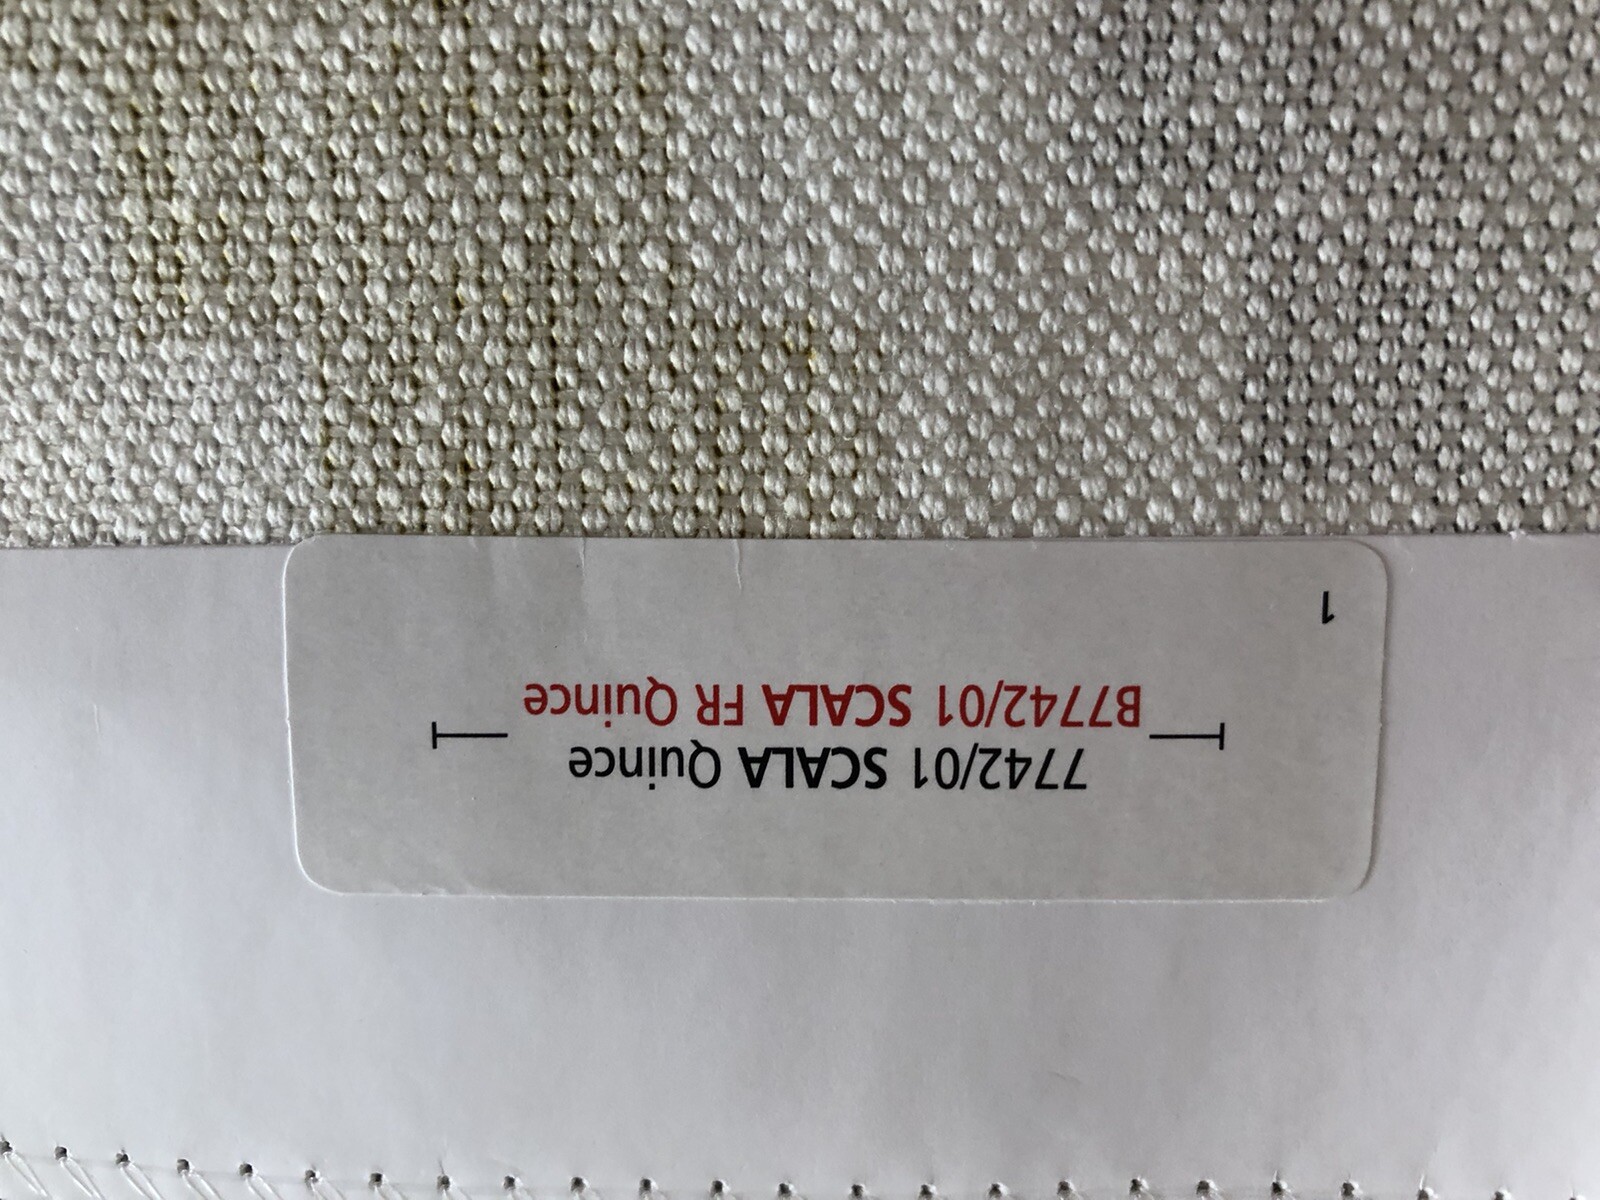 7742/01 SCALA Quince
B7742/01 SCALA FR Quince
1